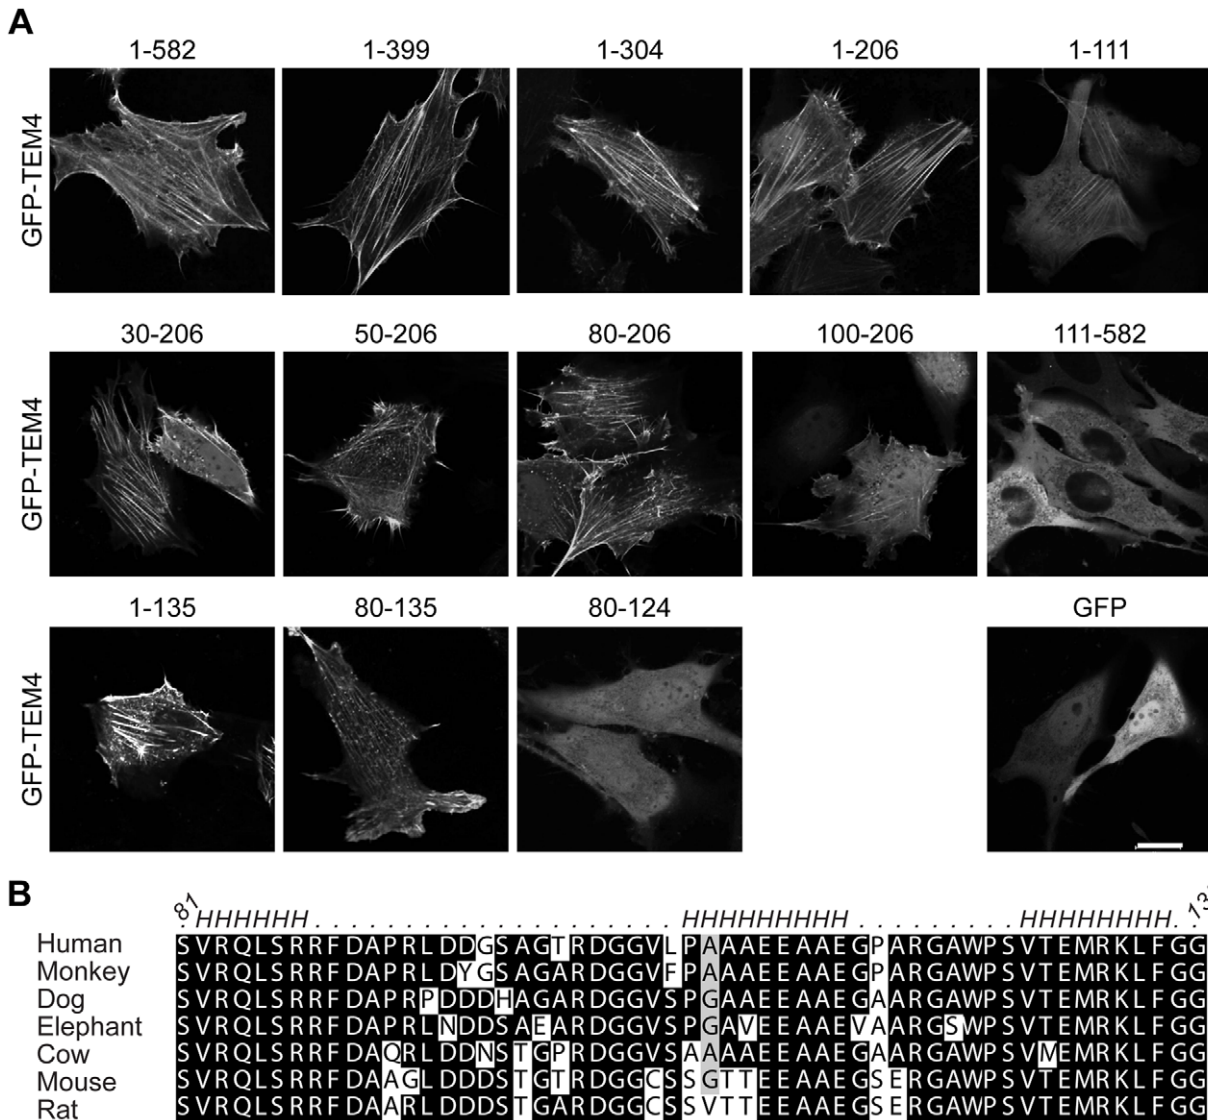 A
1-582 1-399 1-304 1-206 1-111
GFP-TEM4
30-206 50-206 80-206 100-206 111-582
GFP-TEM4
1-135 80-135 80-124 GFP
GFP-TEM4
B
81 HHHHHH....................HHHHHHHHH.........HHHHHHHH.
Human SVRQLSRRFDAPRLDDGSAGTRDGGVLPAAAEEAAEGPARGAWPSVTEMRKLFGG
Monkey SVRQLSRRFDAPRLDYGSAGARDGGVFPAAAEEAAEGPARGAWPSVTEMRKLFGG
Dog SVRQLSRRFDAPRPDDDHAGARDGGVSPGAAEEAAEGAARGAWPSVTEMRKLFGG
Elephant SVRQLSRRFDAPRLNDDSAEARDGGVSPGAVEEAAEVAARGSWPSVTEMRKLFGG
Cow SVRQLSRRFDAQRLDDNSTGPRDGGVSAAAAEEAAEGAARGAWPSVMEMRKLFGG
Mouse SVRQLSRRFDAAGLDDDSTGTRDGGCSSGTTEEAAEGSERGAWPSVTEMRKLFGG
Rat SVRQLSRRFDAARLDDDSTGARDGGCSSVTTEEAAEGSERGAWPSVTEMRKLFGG